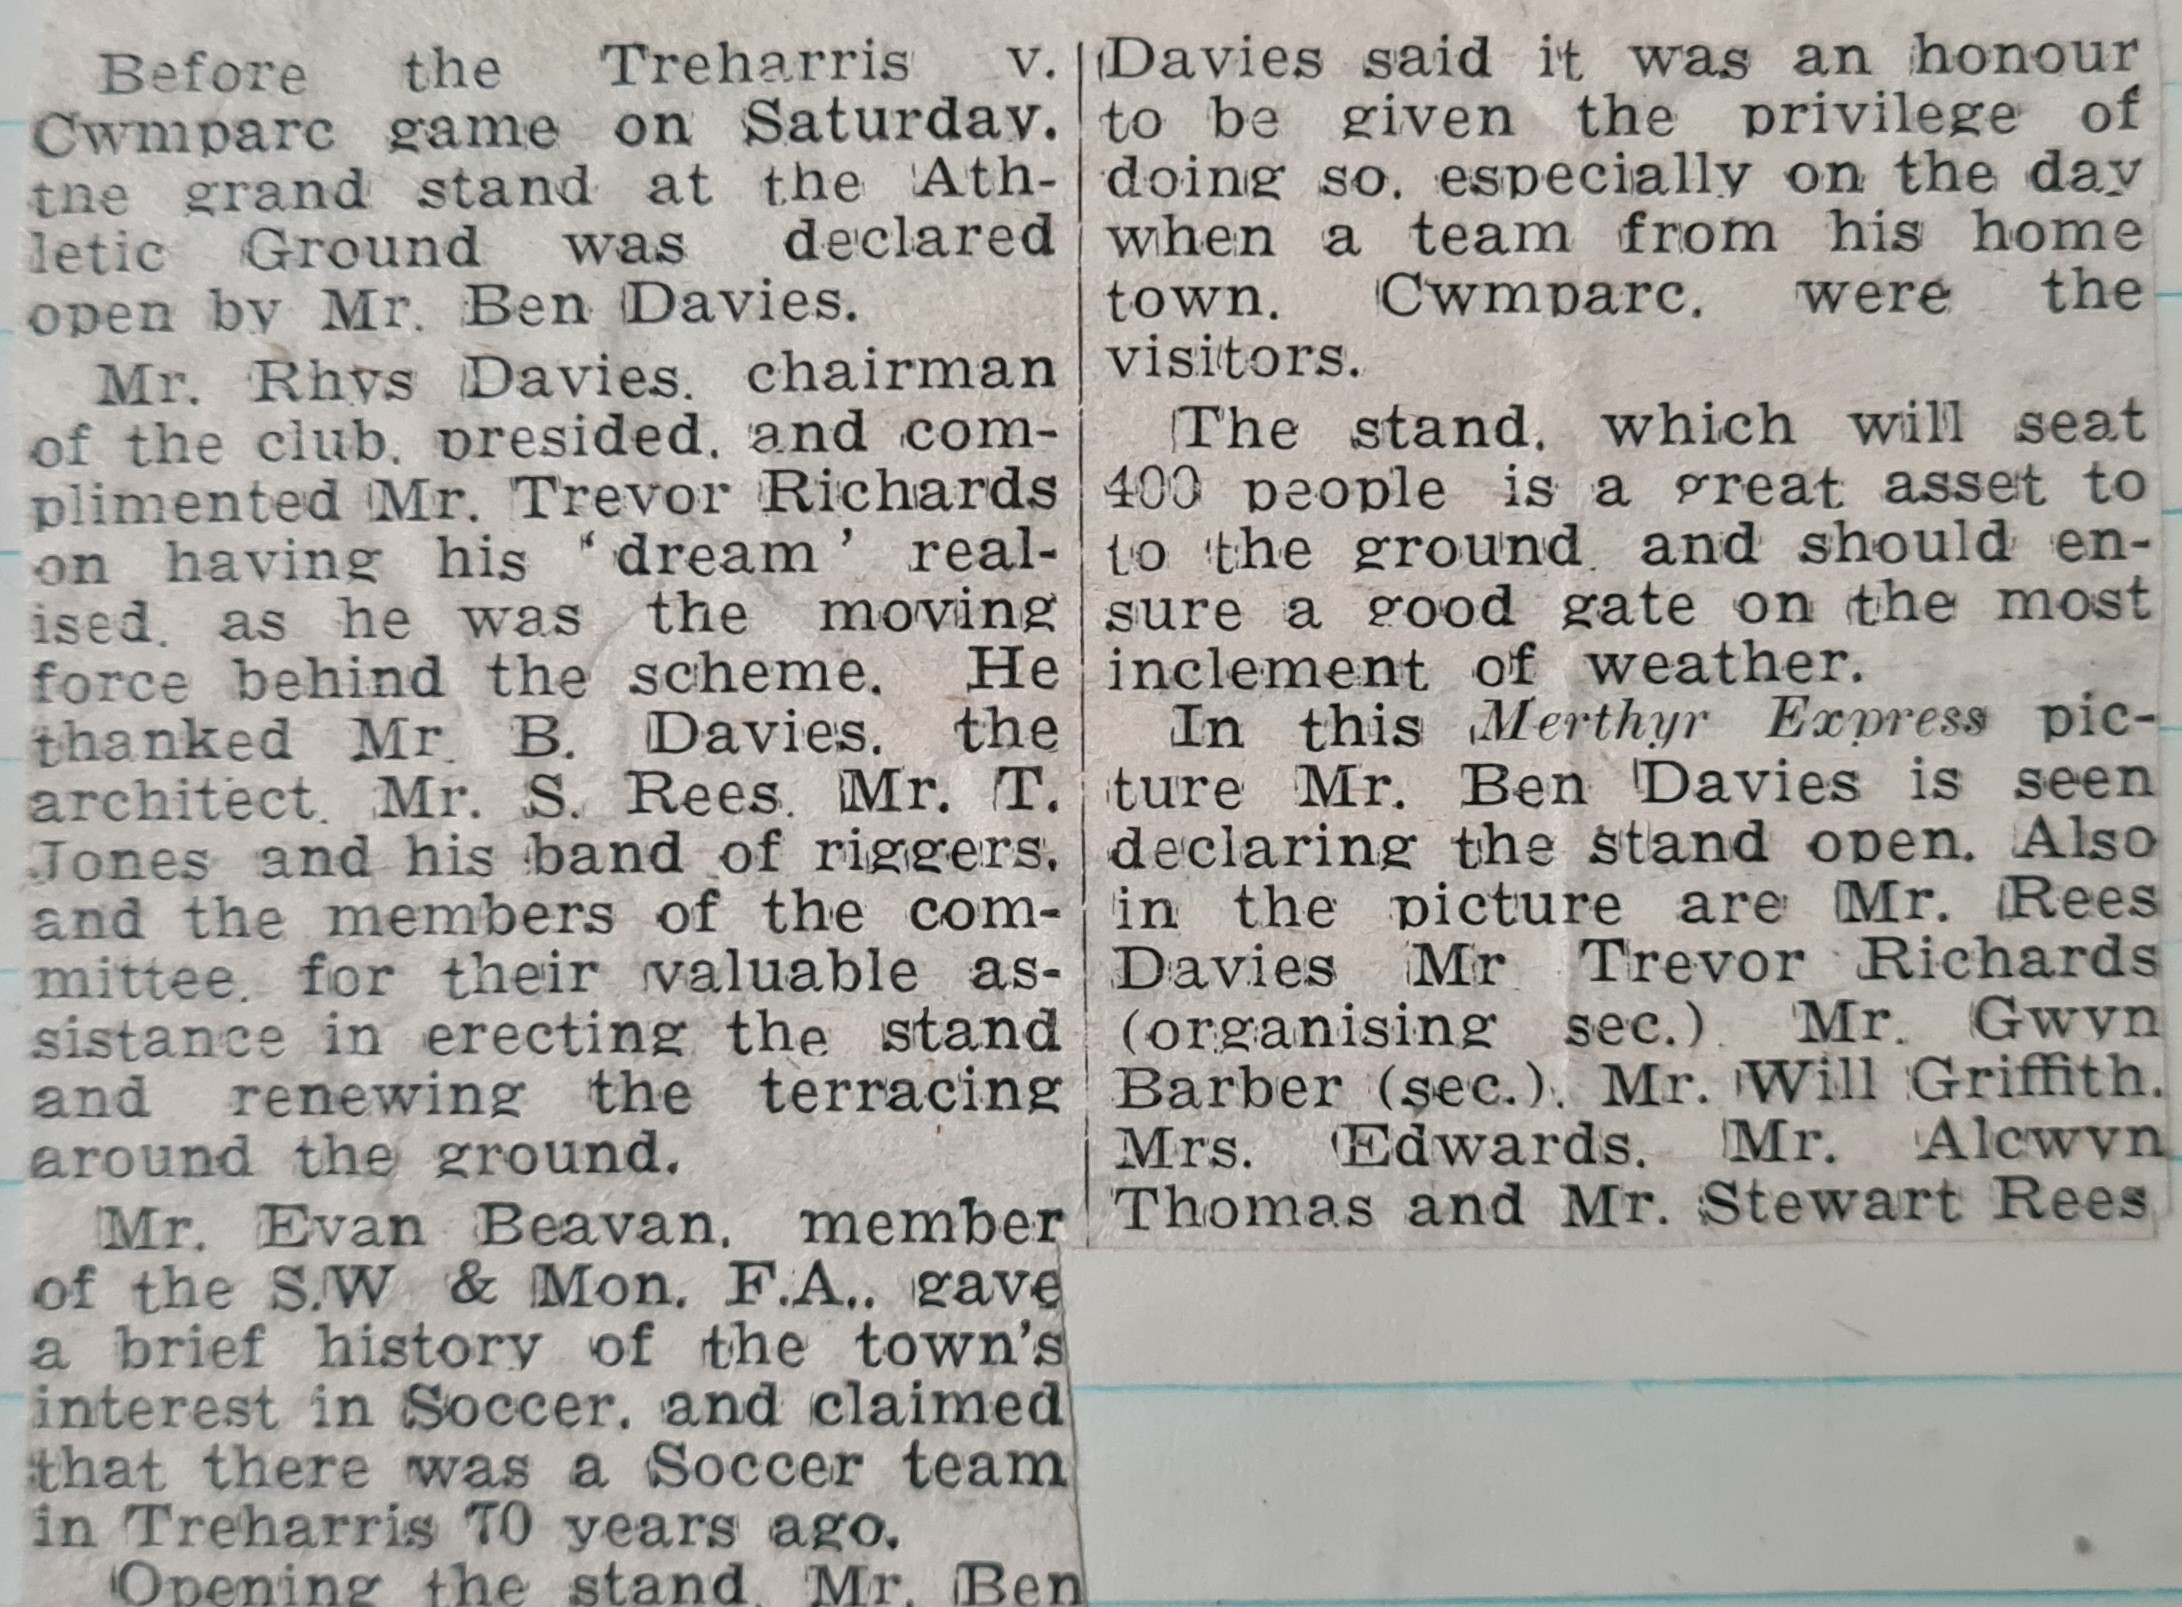 Before the Treharris v.
Cwmparc game on Saturday,
the grand stand at the Ath-
letic Ground was declared
open by Mr. Ben Davies.
Mr. Rhys Davies, chairman
of the club, presided, and com-
plimented Mr. Trevor Richards
on having his ‘dream’ real-
ised, as he was the moving
force behind the scheme. He
thanked Mr. B. Davies, the
architect, Mr. S. Rees, Mr. T.
Jones and his band of riggers,
and the members of the com-
mittee, for their valuable as-
sistance in erecting the stand
and renewing the terracing
around the ground.
Mr. Evan Beavan, member
of the S.W. & Mon. F.A., gave
a brief history of the town's
interest in Soccer, and claimed
that there was a Soccer team
in Treharris 70 years ago.
Opening the stand, Mr. Ben
Davies said it was an honour
to be given the privilege of
doing so, especially on the day
when a team from his home
town, Cwmparc, were the
visitors.
The stand, which will seat
400 people is a great asset to
to the ground, and should en-
sure a good gate on the most
inclement of weather.
In this Merthyr Express pic-
ture Mr. Ben Davies is seen
declaring the stand open. Also
in the picture are Mr. Rees
Davies Mr Trevor Richards
(organising sec.), Mr. Gwyn
Barber (sec.), Mr. Will Griffith,
Mrs. Edwards, Mr. Alcwyn
Thomas and Mr. Stewart Rees